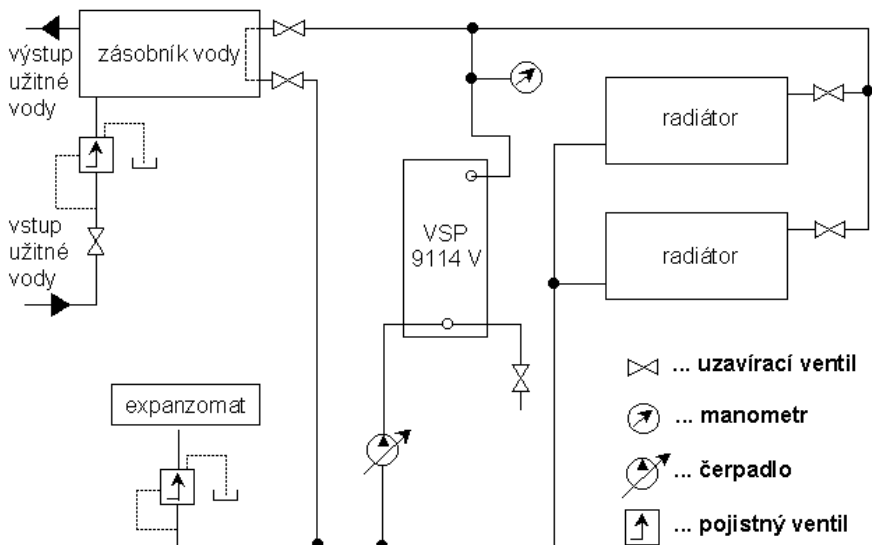 zásobník vody
výstup
užitné
vody
radiátor
VSP
9114 V
vstup
užitné
vody
radiátor
expanzomat
... uzavírací ventil
... manometr
... čerpadlo
... pojistný ventil